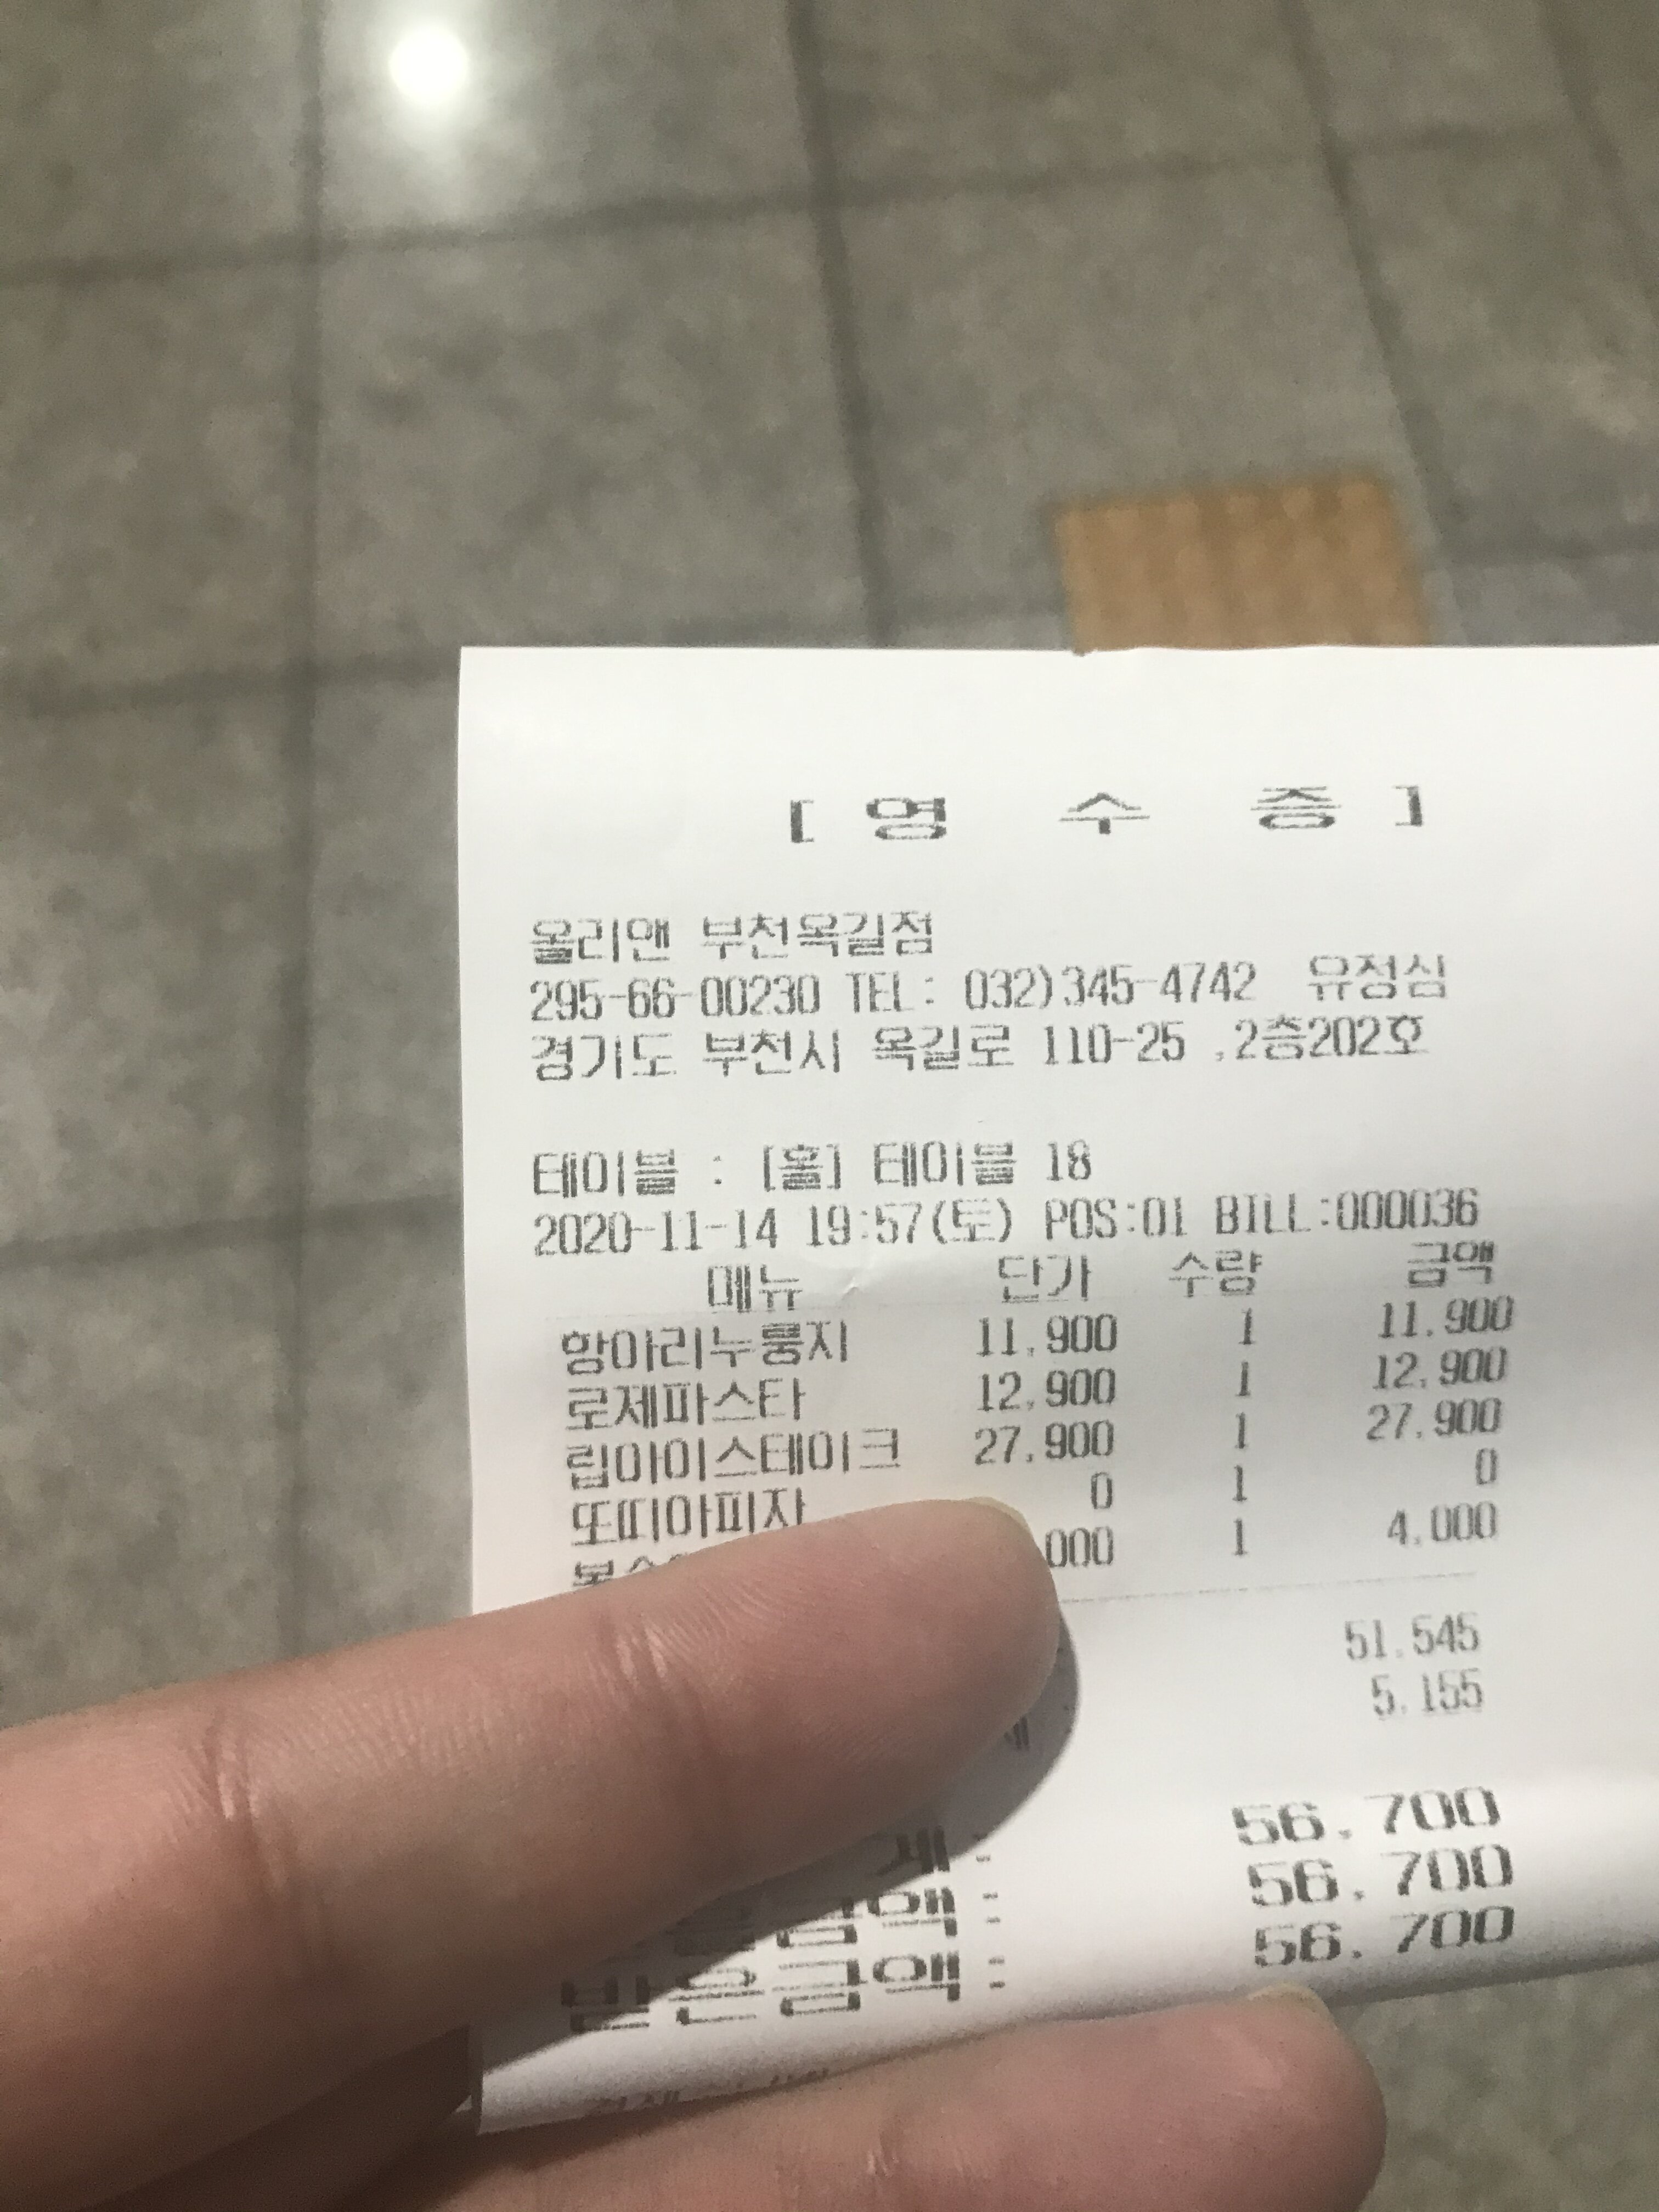 [ 영 수 증 ]
올리앤 부천옥길점
295-66-00230 TEL: 032)345-4742 유정심
경기도 부천시 옥길로 110-25 ,2층202호
테이블 : [홀] 테이블 18
2020-11-14 19:57(토) POS:01 BILL:000036
메뉴 단가 수량 금액
항아리누룽지 11,900 1 11,900
로제파스타 12,900 1 12,900
립아이스테이크 27,900 1 27,900
또띠아피자 0 1 0
000 1 4,000
51,545
5,155
계: 56,700
금액: 56,700
받은금액: 56,700